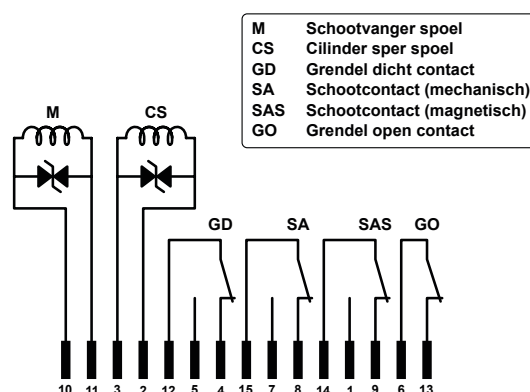 M Schootvanger spoel
CS Cilinder sper spoel
GD Grendel dicht contact
SA Schootcontact (mechanisch)
SAS Schootcontact (magnetisch)
GO Grendel open contact
M CS
GD SA SAS GO
10 11 3 2 12 5 4 15 7 8 14 1 9 6 13